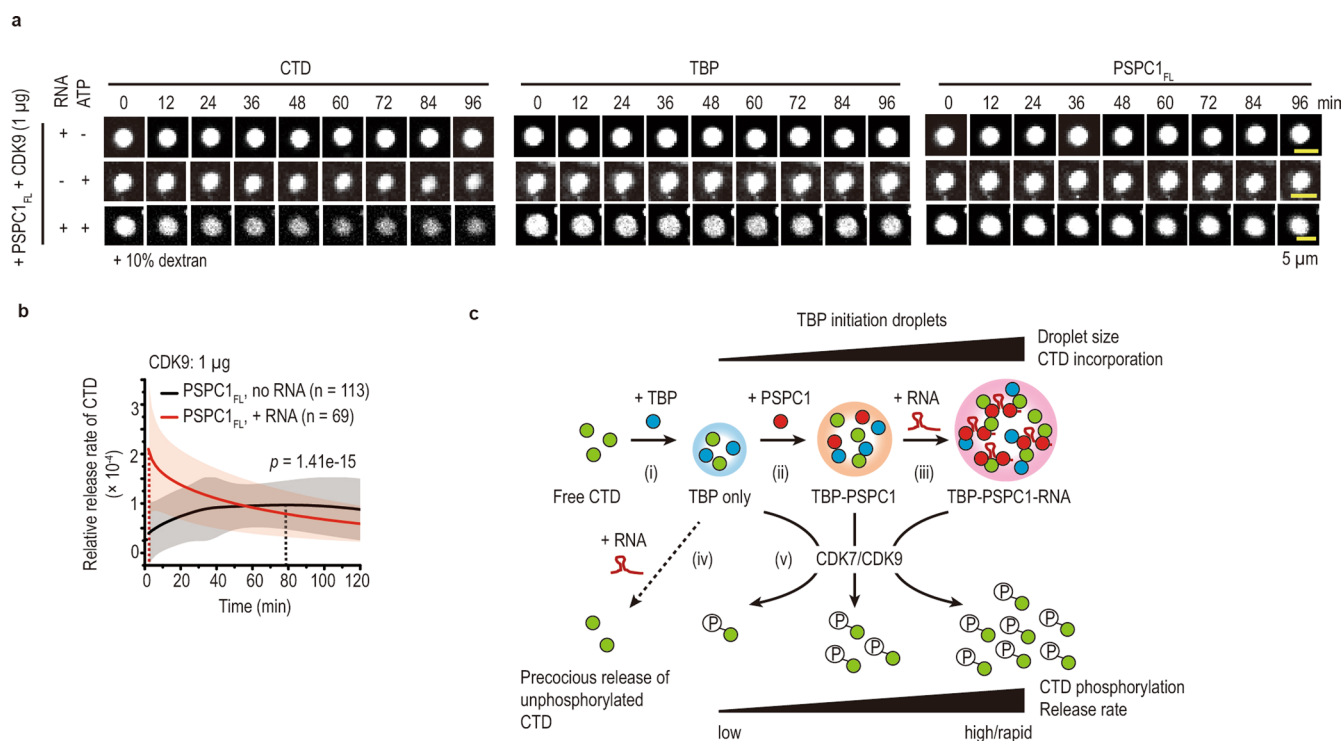 a
CTD
TBP
PSPC1FL
RNA
ATP
0 12 24 36 48 60 72 84 96
0 12 24 36 48 60 72 84 96
0 12 24 36 48 60 72 84 96 min
+ PSPC1FL + CDK9 (1 µg)
+ -
- +
+ +
+ 10% dextran
5 µm
b
CDK9: 1 µg
PSPC1FL, no RNA (n = 113)
PSPC1FL, + RNA (n = 69)
p = 1.41e-15
Relative release rate of CTD
(× 10⁻⁴)
3
2
1
0
0 20 40 60 80 100 120
Time (min)
c
TBP initiation droplets
Droplet size
CTD incorporation
+ TBP
+ PSPC1
+ RNA
(i)
(ii)
(iii)
Free CTD
TBP only
TBP-PSPC1
TBP-PSPC1-RNA
+ RNA
(iv)
(v)
CDK7/CDK9
P
P
P
P
P
P
P
P
P
P
P
Precocious release of
unphosphorylated
CTD
CTD phosphorylation
Release rate
low
high/rapid